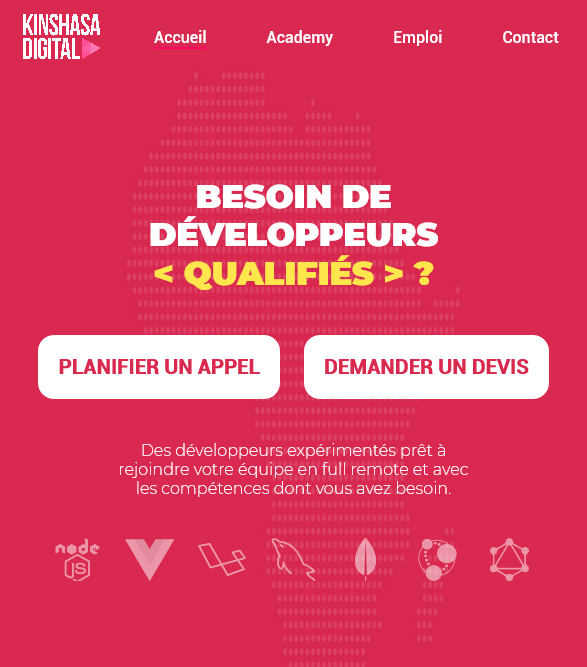 KINSHASA
DIGITAL
Accueil Academy Emploi Contact
BESOIN DE
DÉVELOPPEURS
< QUALIFIÉS > ?
PLANIFIER UN APPEL DEMANDER UN DEVIS
Des développeurs expérimentés prêt à
rejoindre votre équipe en full remote et avec
les compétences dont vous avez besoin.
node
JS